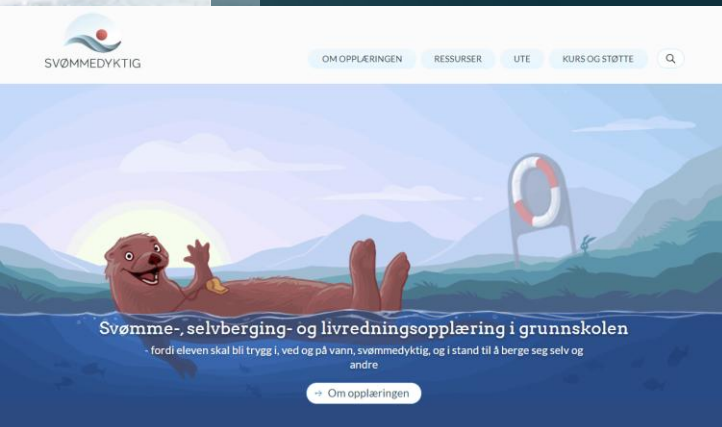 SVØMMEDYKTIG
OM OPPLÆRINGEN
RESSURSER
UTE
KURS OG STØTTE
Svømme-, selvberging- og livredningsopplæring i grunnskolen
- fordi eleven skal bli trygg i, ved og på vann, svømmedyktig, og i stand til å berge seg selv og
andre
→ Om opplæringen